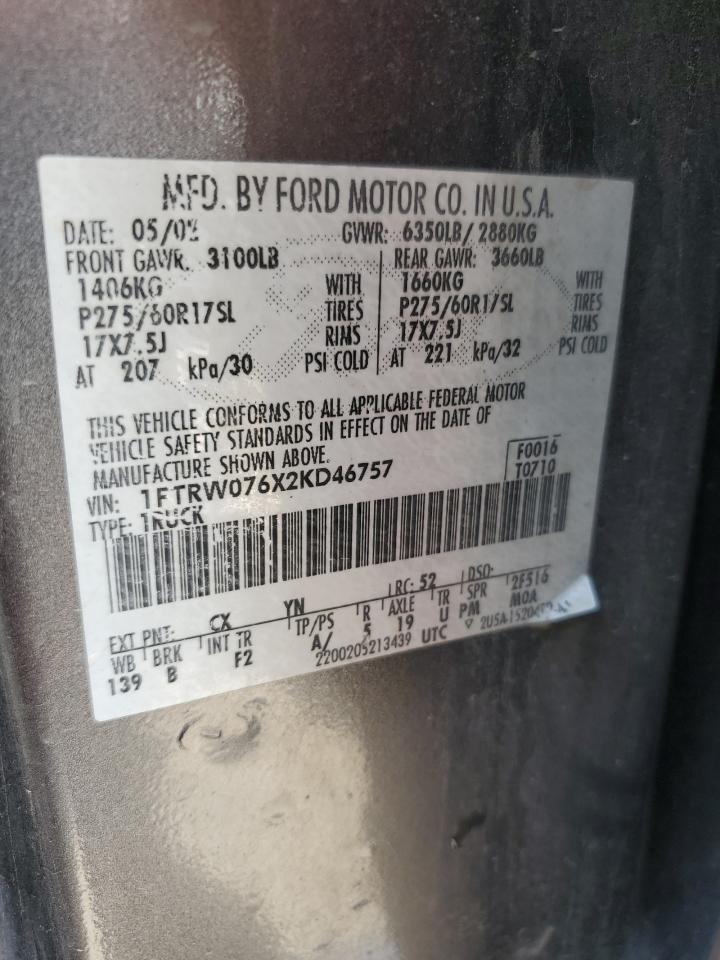 MFD. BY FORD MOTOR CO. IN U.S.A.
DATE: 05/02 GVWR: 6350LB/ 2880KG
FRONT GAWR: 3100LB REAR GAWR: 3660LB
1406KG WITH 1660KG WITH
P275/60R17SL TIRES P275/60R17SL TIRES
17X7.5J RIMS 17X7.5J RIMS
AT 207 kPa/30 PSI COLD AT 221 kPa/32 PSI COLD
THIS VEHICLE CONFORMS TO ALL APPLICABLE FEDERAL MOTOR
VEHICLE SAFETY STANDARDS IN EFFECT ON THE DATE OF
MANUFACTURE SHOWN ABOVE.
F0016
VIN: 1FTRW076X2KD46757 T0710
TYPE: TRUCK
EXT PNT: CX YN RC: 52 DSO: 2F516
WB BRK INT TR TP/PS R AXLE TR SPR MOA
139 B F2 A/ 5 19 U PM
2200205213439 UTC